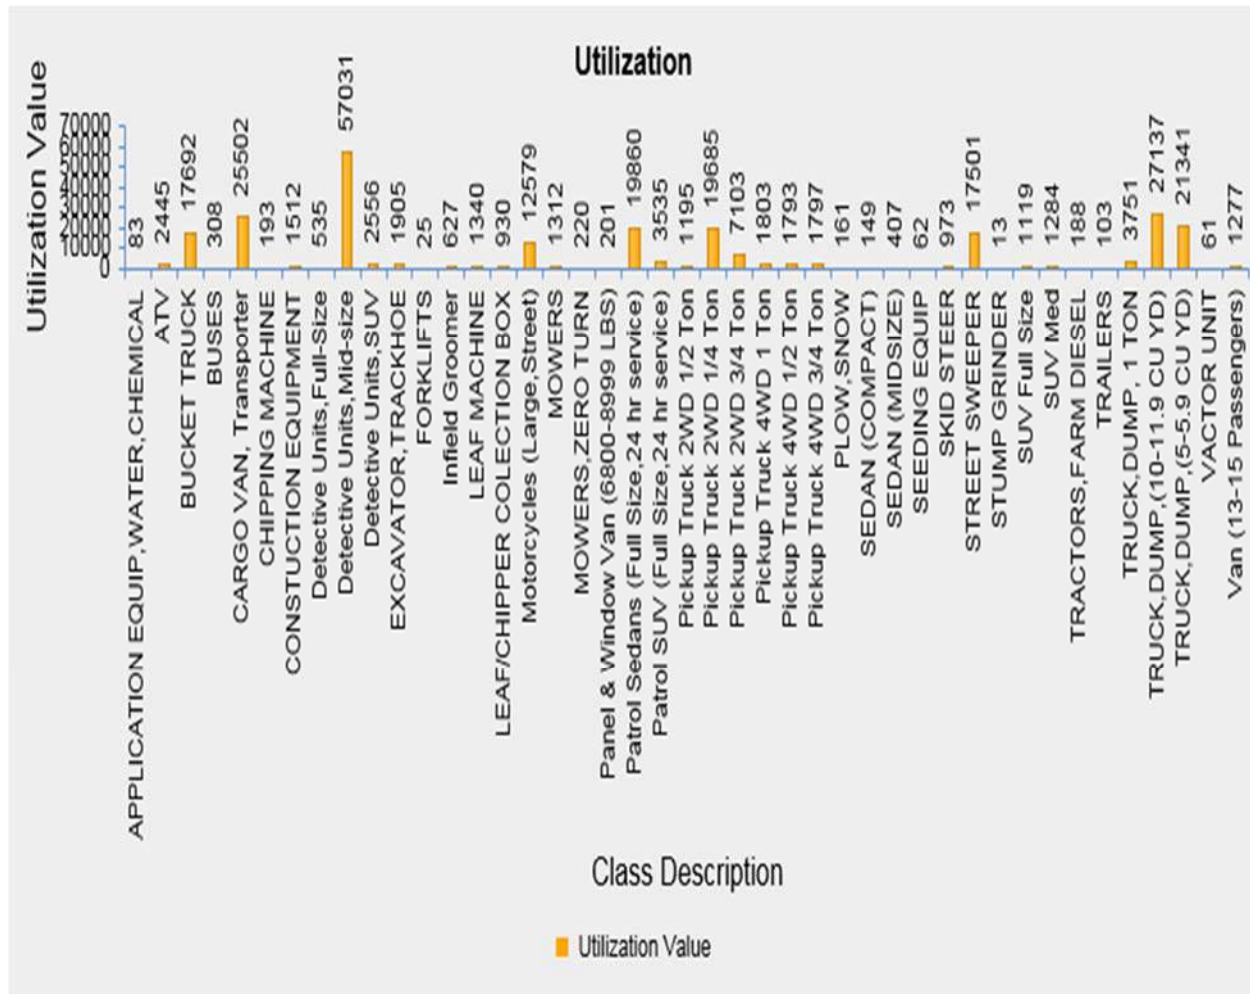 Utilization
Utilization Value
70000
60000
50000
40000
30000
20000
10000
0
83
2445
17692
308
25502
193
1512
535
57031
2556
1905
25
627
1340
930
12579
1312
220
201
19860
3535
1195
19685
7103
1803
1793
1797
161
149
407
62
973
17501
13
1119
1284
188
103
3751
27137
21341
61
1277
APPLICATION EQUIP,WATER,CHEMICAL
ATV
BUCKET TRUCK
BUSES
CARGO VAN, Transporter
CHIPPING MACHINE
CONSTUCTION EQUIPMENT
Detective Units,Full-Size
Detective Units,Mid-size
Detective Units,SUV
EXCAVATOR,TRACKHOE
FORKLIFTS
Infield Groomer
LEAF MACHINE
LEAF/CHIPPER COLECTION BOX
Motorcycles (Large,Street)
MOWERS
MOWERS,ZERO TURN
Panel & Window Van (6800-8999 LBS)
Patrol Sedans (Full Size,24 hr service)
Patrol SUV (Full Size,24 hr service)
Pickup Truck 2WD 1/2 Ton
Pickup Truck 2WD 1/4 Ton
Pickup Truck 2WD 3/4 Ton
Pickup Truck 4WD 1 Ton
Pickup Truck 4WD 1/2 Ton
Pickup Truck 4WD 3/4 Ton
PLOW,SNOW
SEDAN (COMPACT)
SEDAN (MIDSIZE)
SEEDING EQUIP
SKID STEER
STREET SWEEPER
STUMP GRINDER
SUV Full Size
SUV Med
TRACTORS,FARM DIESEL
TRAILERS
TRUCK,DUMP, 1 TON
TRUCK,DUMP,(10-11.9 CU YD)
TRUCK,DUMP,(5-5.9 CU YD)
VACTOR UNIT
Van (13-15 Passengers)
Class Description
Utilization Value